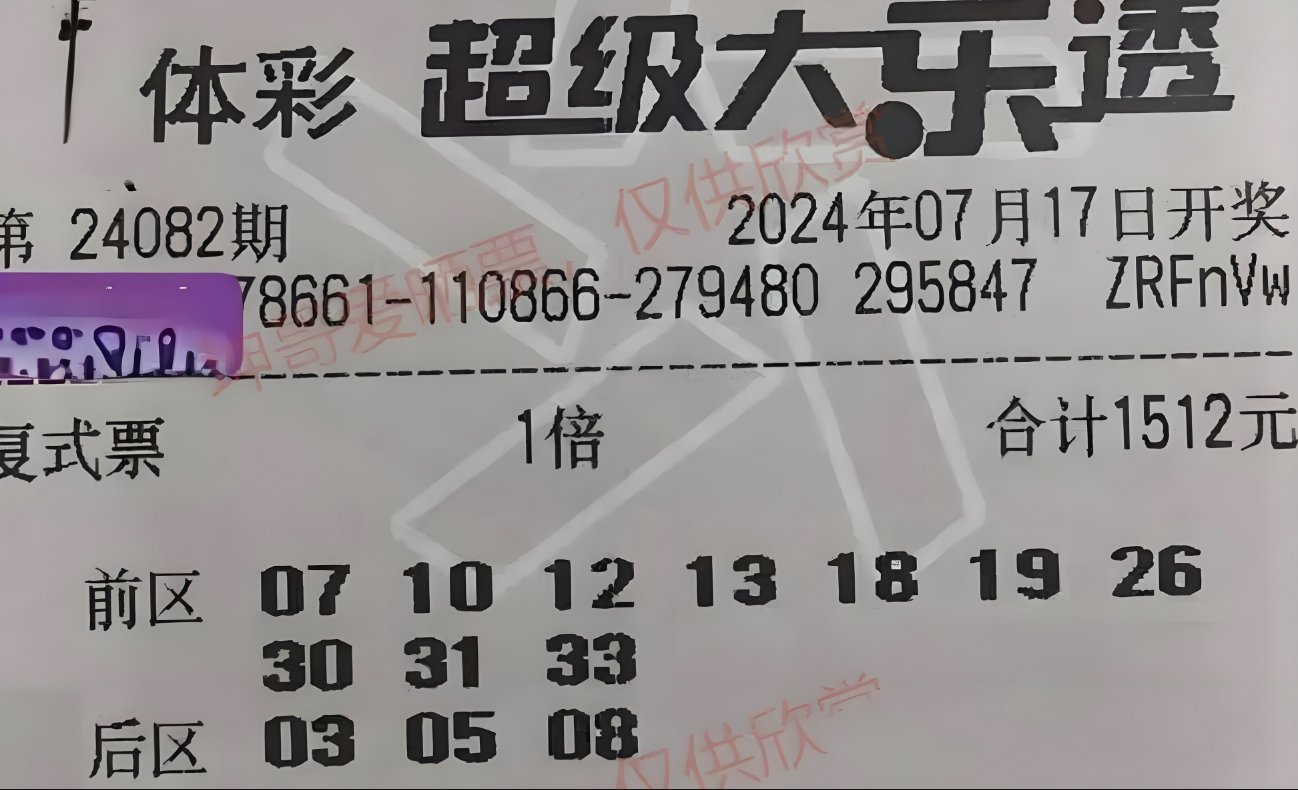 体彩 超级大乐透
第 24082期 2024年07月17日开奖
78661-110866-279480 295847 ZRFnVw
复式票 1倍 合计1512元
前区 07 10 12 13 18 19 26
30 31 33
后区 03 05 08
坤哥爱晒票，仅供欣赏
仅供欣赏